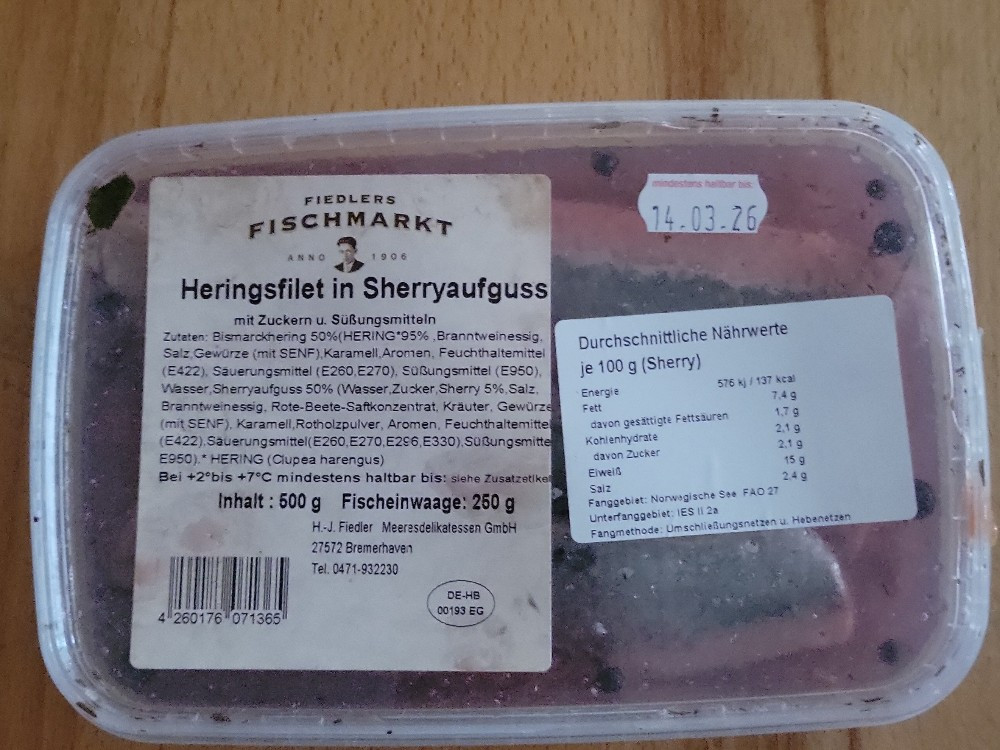 FIEDLERS
FISCHMARKT
ANNO 1906
Heringsfilet in Sherryaufguss
mit Zuckern u. Süßungsmitteln
Zutaten: Bismarckhering 50%(HERING*95% ,Branntweinessig,
Salz,Gewürze (mit SENF),Karamell,Aromen, Feuchthaltemittel
(E422), Säuerungsmittel (E260,E270), Süßungsmittel (E950),
Wasser,Sherryaufguss 50% (Wasser,Zucker,Sherry 5%,Salz,
Branntweinessig, Rote-Beete-Saftkonzentrat, Kräuter, Gewürze
(mit SENF), Karamell,Rotholzpulver, Aromen, Feuchthaltemittel
(E422),Säuerungsmittel(E260,E270,E296,E330),Süßungsmitte
E950).* HERING (Clupea harengus)
Bei +2°bis +7°C mindestens haltbar bis: siehe Zusatzetiket
Inhalt : 500 g Fischeinwaage: 250 g
H.-J. Fiedler Meeresdelikatessen GmbH
27572 Bremerhaven
Tel. 0471-932230
4 260176 071365
DE-HB
00193 EG
mindestens haltbar bis:
14.03.26
Durchschnittliche Nährwerte
je 100 g (Sherry)
Energie 576 kj / 137 kcal
Fett 7,4 g
davon gesättigte Fettsäuren 1,7 g
Kohlenhydrate 2,1 g
davon Zucker 2,1 g
Eiweiß 15 g
Salz 2,4 g
Fanggebiet: Norwegische See FAO 27
Unterfanggebiet: IES II 2a
Fangmethode: Umschließungsnetzen u. Hebenetzen